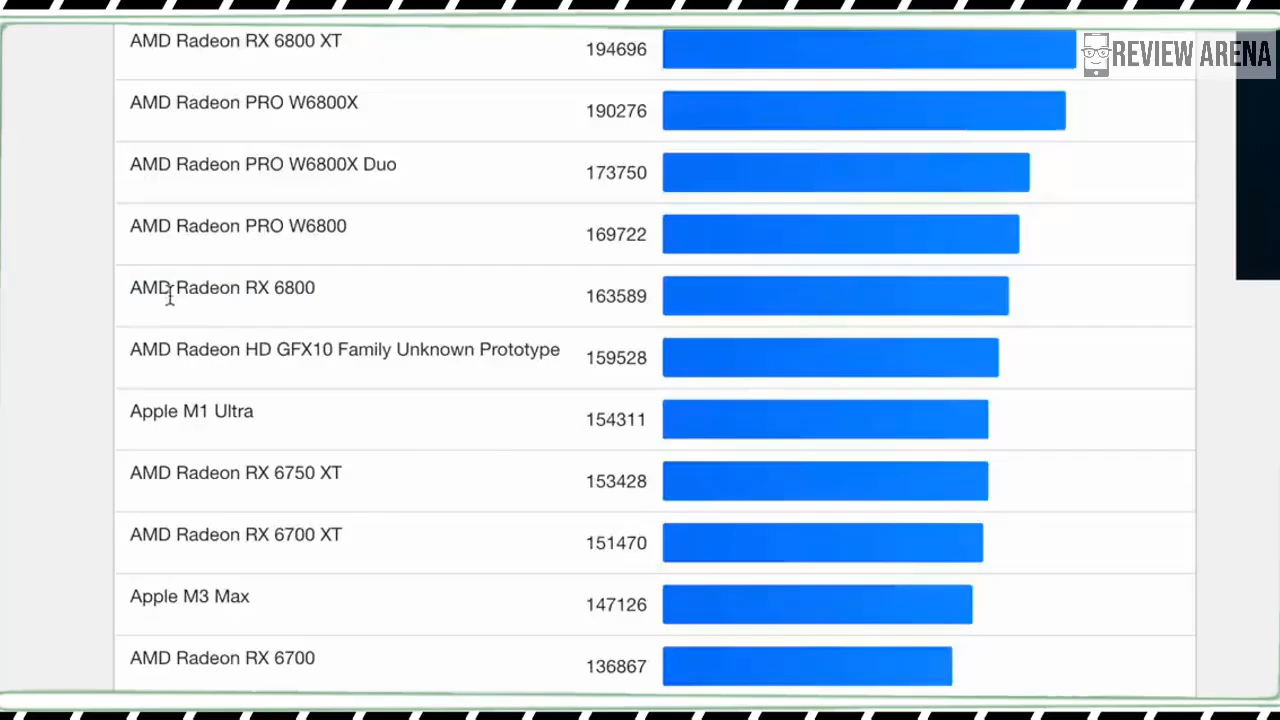 AMD Radeon RX 6800 XT 194696
REVIEW ARENA
AMD Radeon PRO W6800X 190276
AMD Radeon PRO W6800X Duo 173750
AMD Radeon PRO W6800 169722
AMD Radeon RX 6800 163589
AMD Radeon HD GFX10 Family Unknown Prototype 159528
Apple M1 Ultra 154311
AMD Radeon RX 6750 XT 153428
AMD Radeon RX 6700 XT 151470
Apple M3 Max 147126
AMD Radeon RX 6700 136867